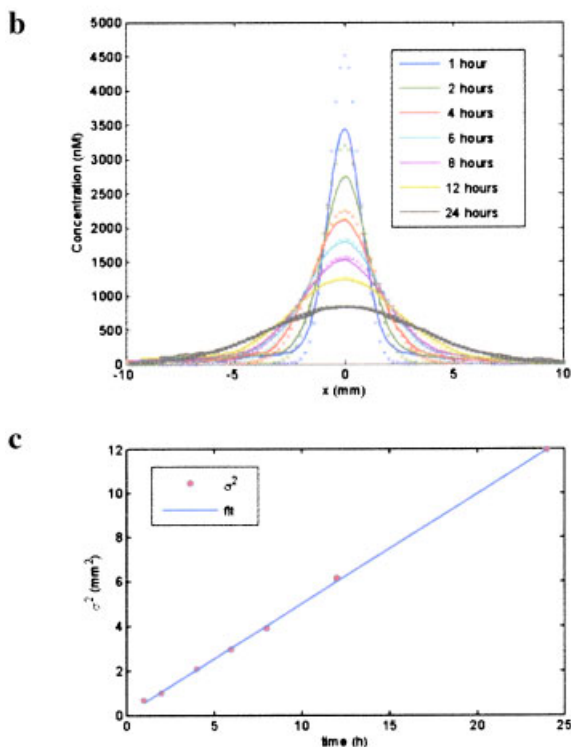 b
5000
4500
4000
3500
3000
2500
2000
1500
1000
500
0
Concentration (nM)
1 hour
2 hours
4 hours
6 hours
8 hours
12 hours
24 hours
-10
-5
0
5
10
x (mm)
c
12
10
8
6
4
2
0
σ² (mm²)
σ²
fit
0
5
10
15
20
25
time (h)